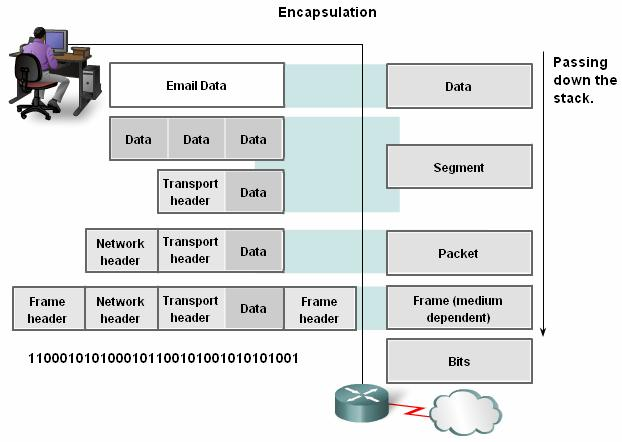 Encapsulation
Passing
down the
stack.
Email Data
Data
Data
Data
Data
Segment
Transport
header
Data
Network
header
Transport
header
Data
Packet
Frame
header
Network
header
Transport
header
Data
Frame
header
Frame (medium
dependent)
1100010101000101100101001010101001
Bits